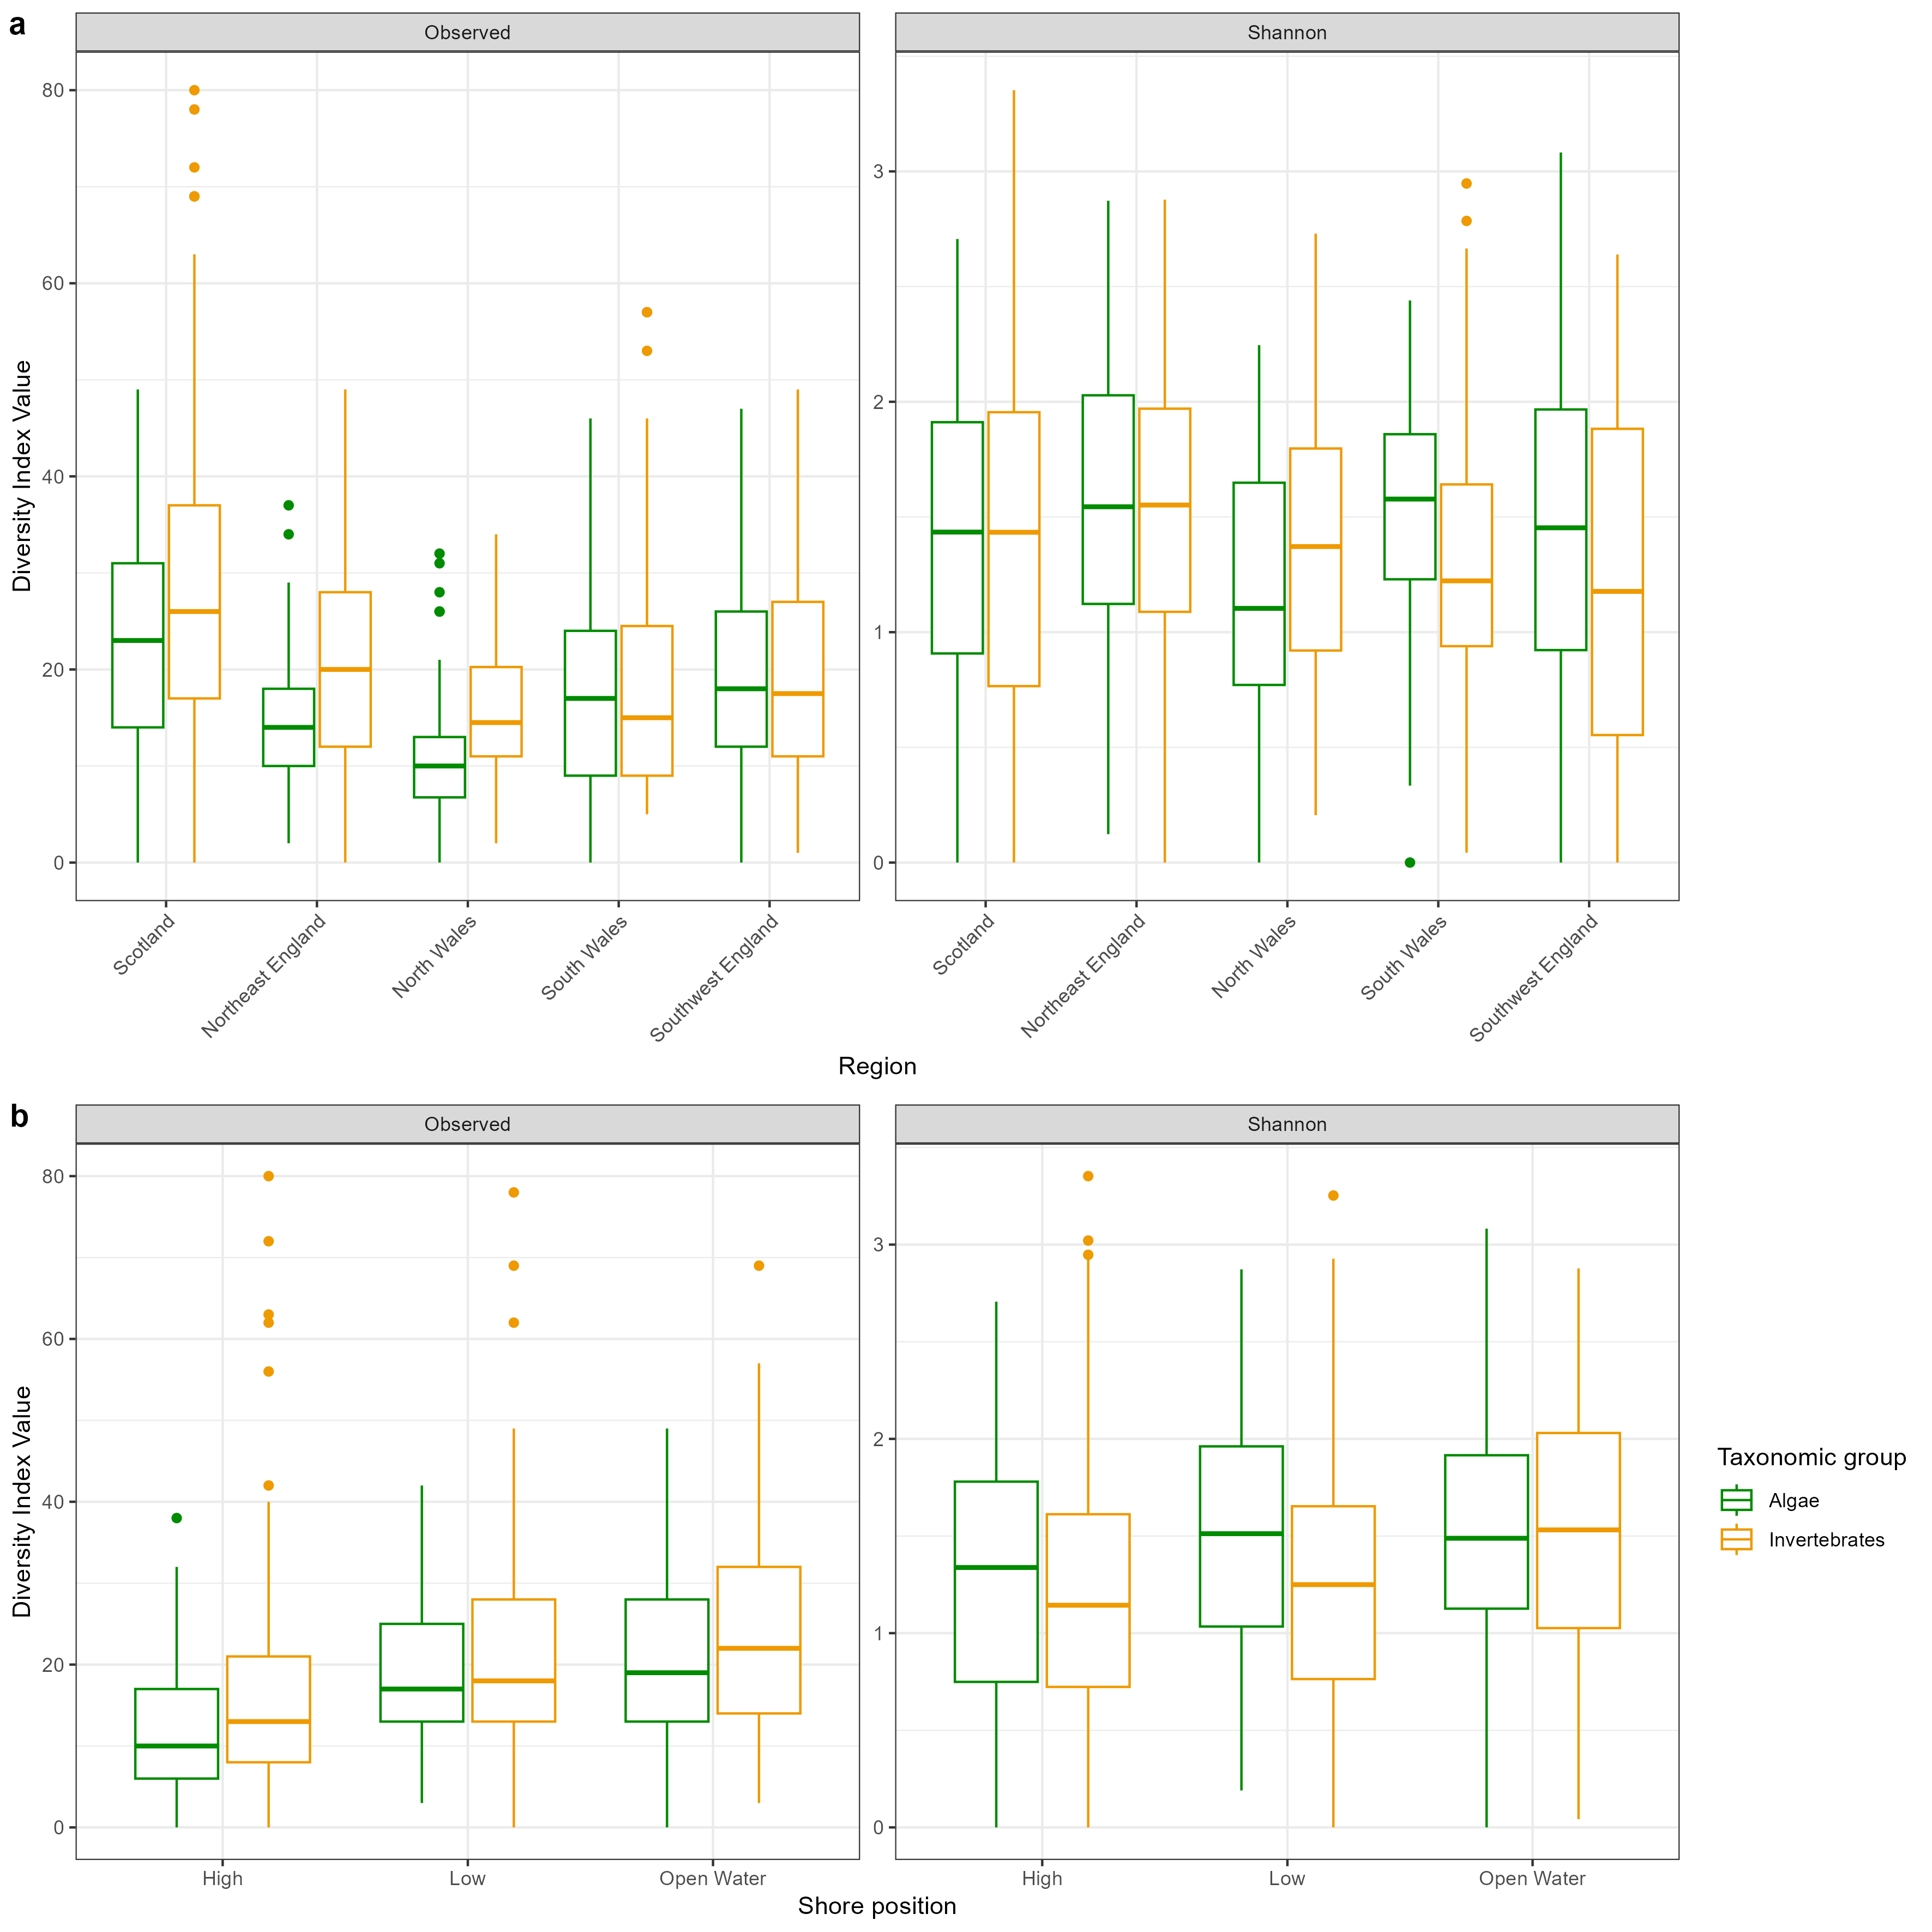 a
Observed
Shannon
Diversity Index Value
80
60
40
20
0
3
2
1
0
Scotland
Northeast England
North Wales
South Wales
Southwest England
Scotland
Northeast England
North Wales
South Wales
Southwest England
Region
b
Observed
Shannon
Diversity Index Value
80
60
40
20
0
3
2
1
0
High
Low
Open Water
High
Low
Open Water
Shore position
Taxonomic group
Algae
Invertebrates